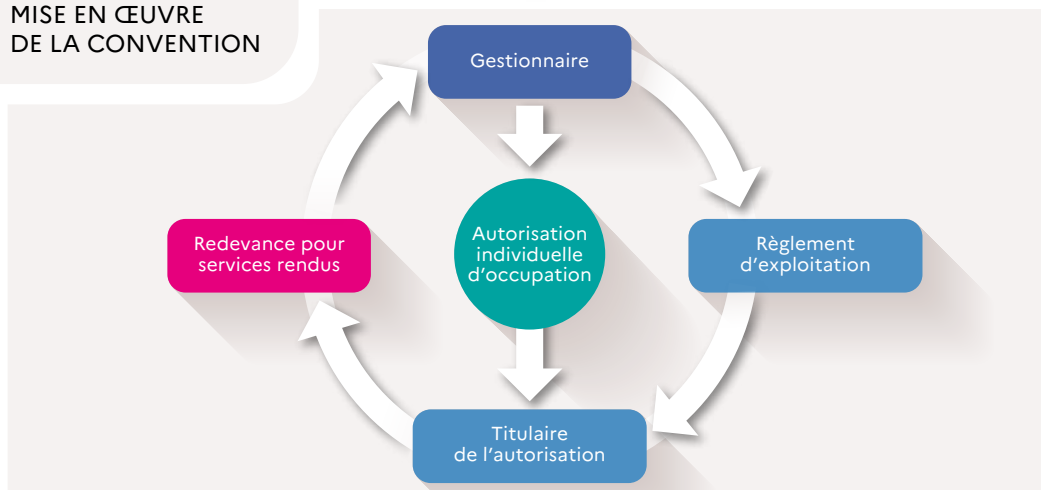 MISE EN ŒUVRE
DE LA CONVENTION
Gestionnaire
Redevance pour
services rendus
Autorisation
individuelle
d'occupation
Règlement
d'exploitation
Titulaire
de l'autorisation